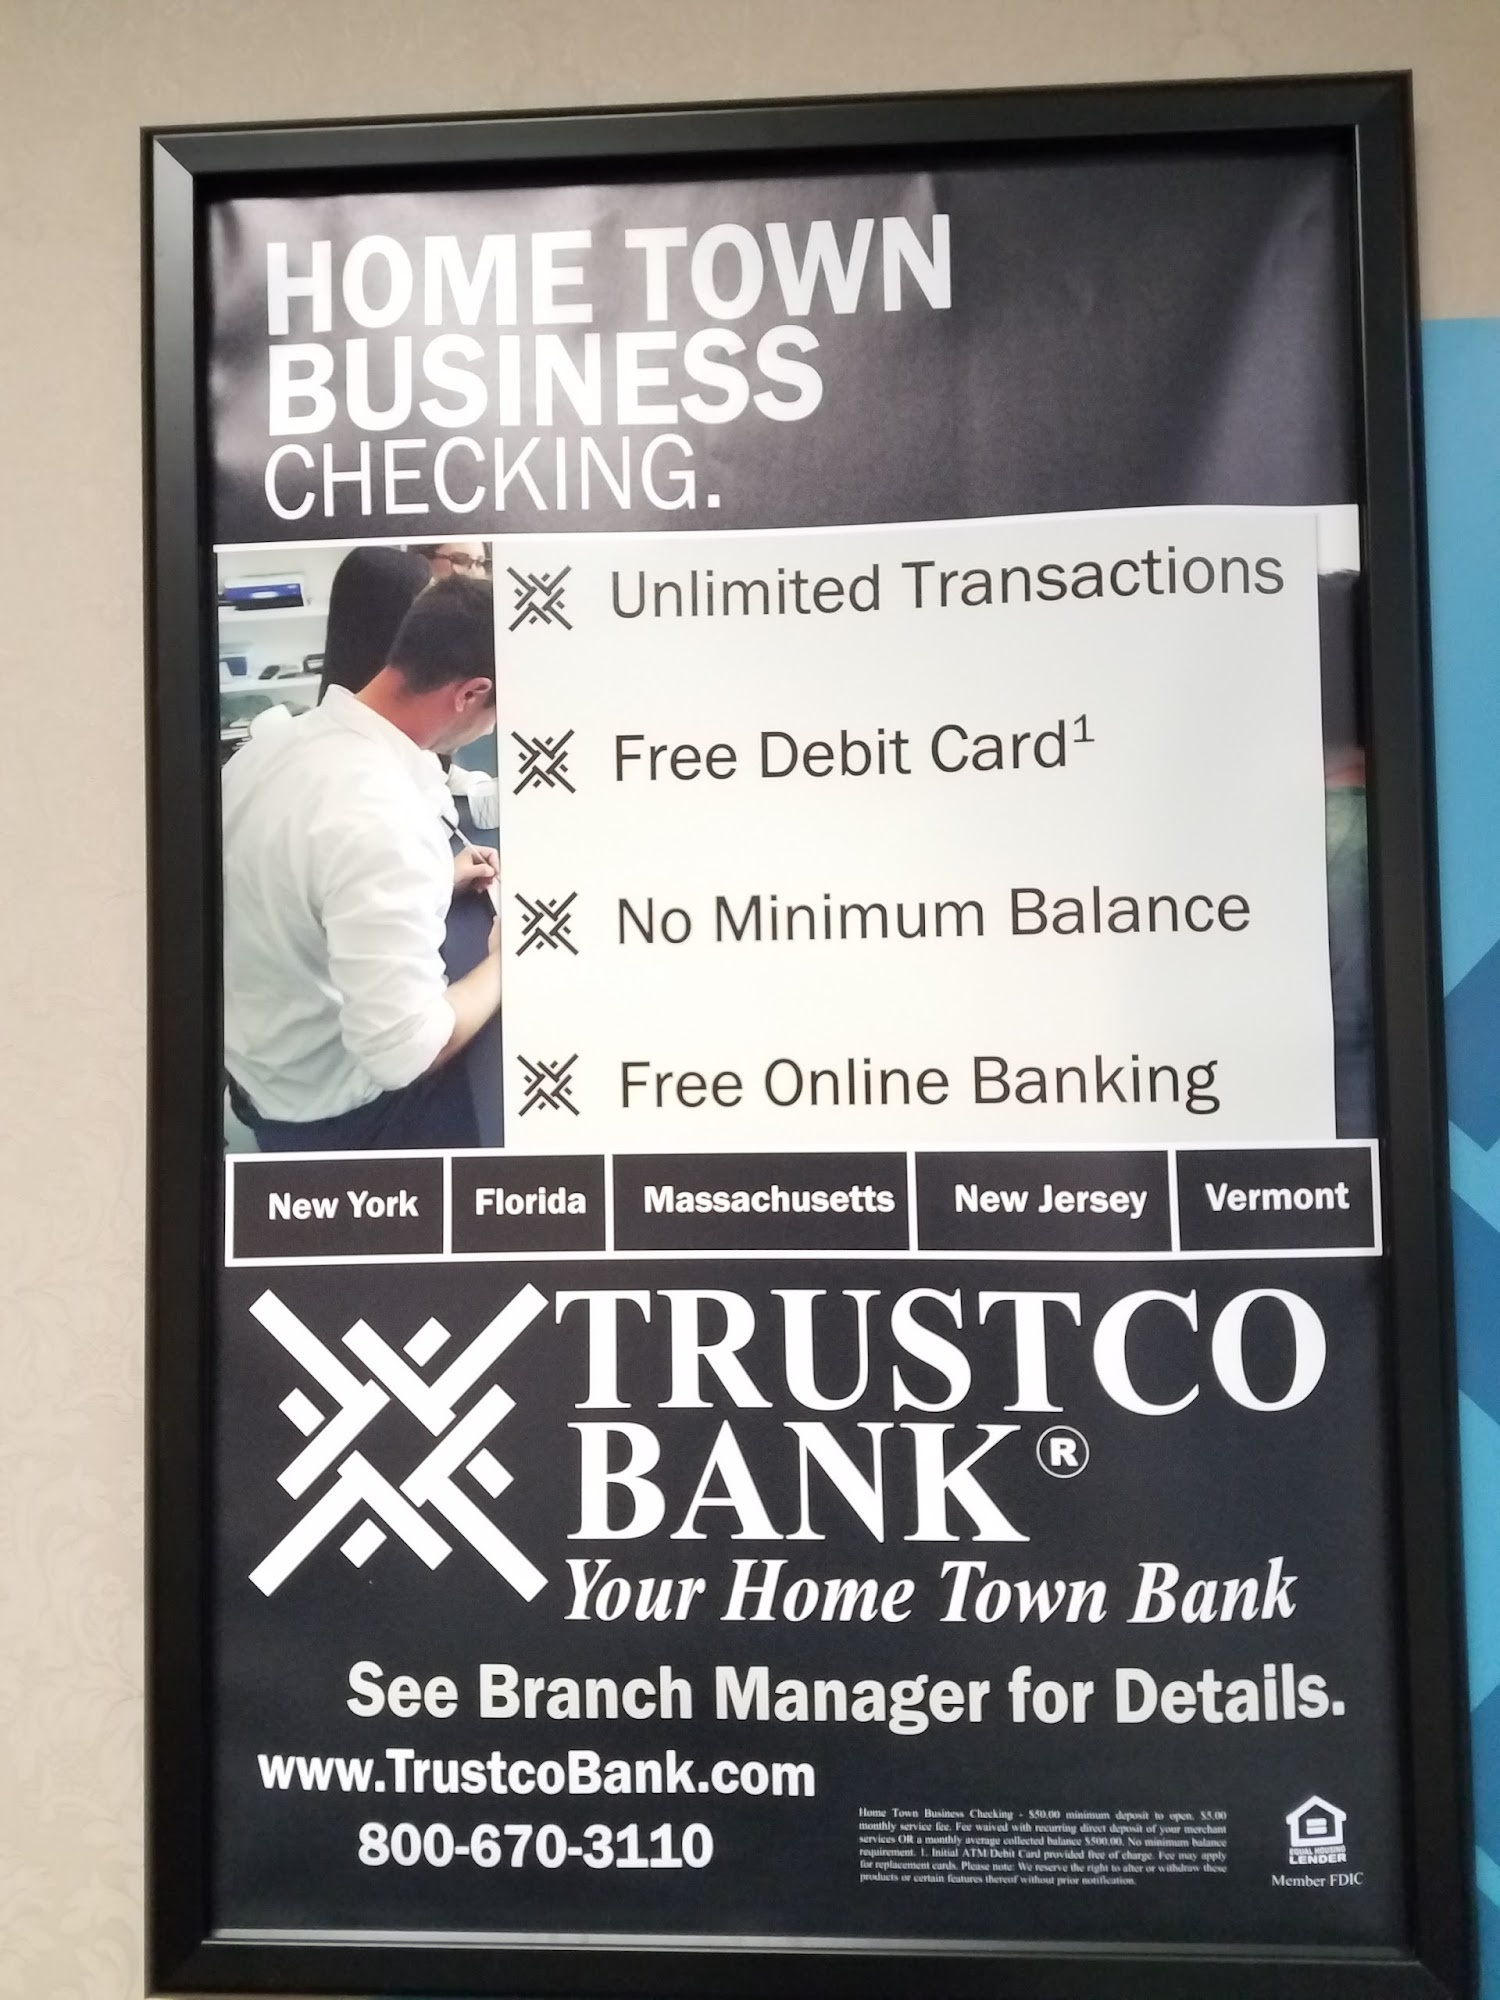 HOME TOWN
BUSINESS
CHECKING.
Unlimited Transactions
Free Debit Card¹
No Minimum Balance
Free Online Banking
New York Florida Massachusetts New Jersey Vermont
TRUSTCO
BANK®
Your Home Town Bank
See Branch Manager for Details.
www.TrustcoBank.com
800-670-3110
Home Town Business Checking - $50.00 minimum deposit to open. $5.00
monthly service fee. Fee waived with recurring direct deposit of your merchant
services OR a monthly average collected balance $500.00. No minimum balance
requirement. 1. Initial ATM/Debit Card provided free of charge. Fee may apply
for replacement cards. Please note: We reserve the right to alter or withdraw these
products or certain features thereof without prior notification.
EQUAL HOUSING
LENDER
Member FDIC